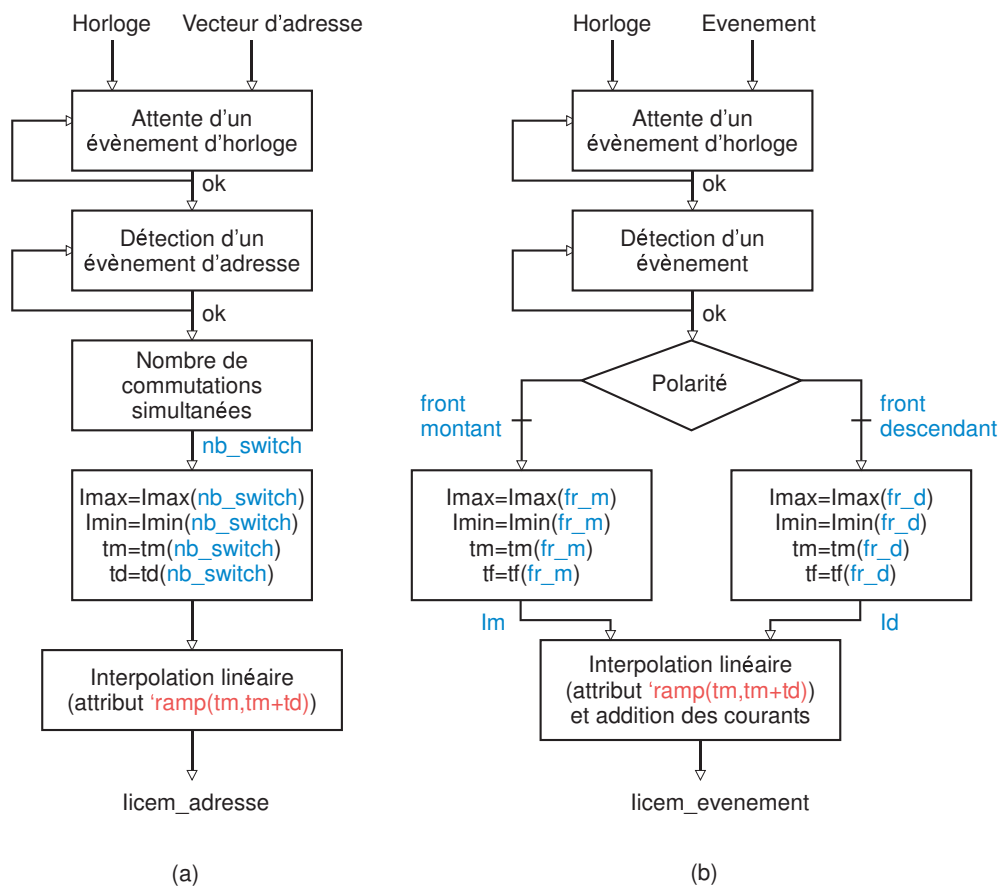 Horloge
Vecteur d'adresse
Attente d'un
évènement d'horloge
ok
Détection d'un
évènement d'adresse
ok
Nombre de
commutations
simultanées
nb_switch
Imax=Imax(nb_switch)
Imin=Imin(nb_switch)
tm=tm(nb_switch)
td=td(nb_switch)
Interpolation linéaire
(attribut ‘ramp(tm,tm+td))
Iicem_adresse
(a)
Horloge
Evenement
Attente d'un
évènement d'horloge
ok
Détection d'un
évènement
ok
Polarité
front
montant
front
descendant
Imax=Imax(fr_m)
Imin=Imin(fr_m)
tm=tm(fr_m)
tf=tf(fr_m)
Imax=Imax(fr_d)
Imin=Imin(fr_d)
tm=tm(fr_d)
tf=tf(fr_d)
Im
Id
Interpolation linéaire
(attribut ‘ramp(tm,tm+td))
et addition des courants
Iicem_evenement
(b)